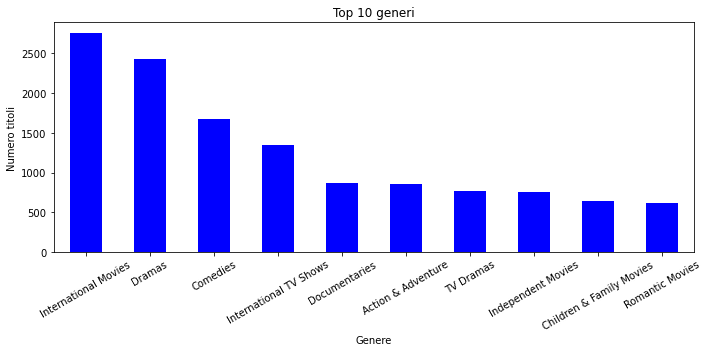 Top 10 generi
Numero titoli
2500
2000
1500
1000
500
0
International Movies
Dramas
Comedies
International TV Shows
Documentaries
Action & Adventure
TV Dramas
Independent Movies
Children & Family Movies
Romantic Movies
Genere